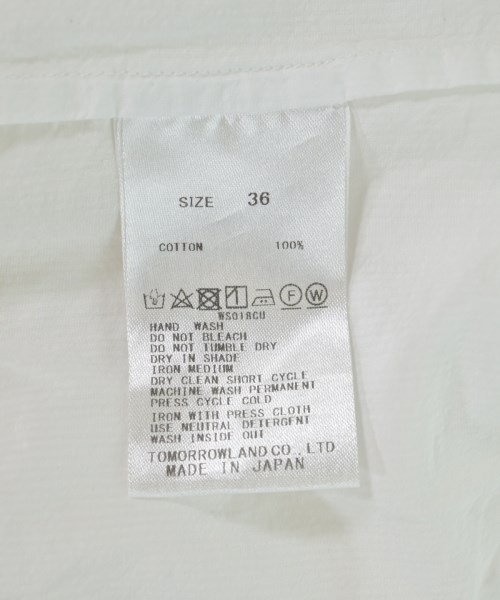 SIZE 36
COTTON 100%
F W
WS018CU
HAND WASH
DO NOT BLEACH
DO NOT TUMBLE DRY
DRY IN SHADE
IRON MEDIUM
DRY CLEAN SHORT CYCLE
MACHINE WASH PERMANENT
PRESS CYCLE COLD
IRON WITH PRESS CLOTH
USE NEUTRAL DETERGENT
WASH INSIDE OUT
TOMORROWLAND CO., LTD
MADE IN JAPAN